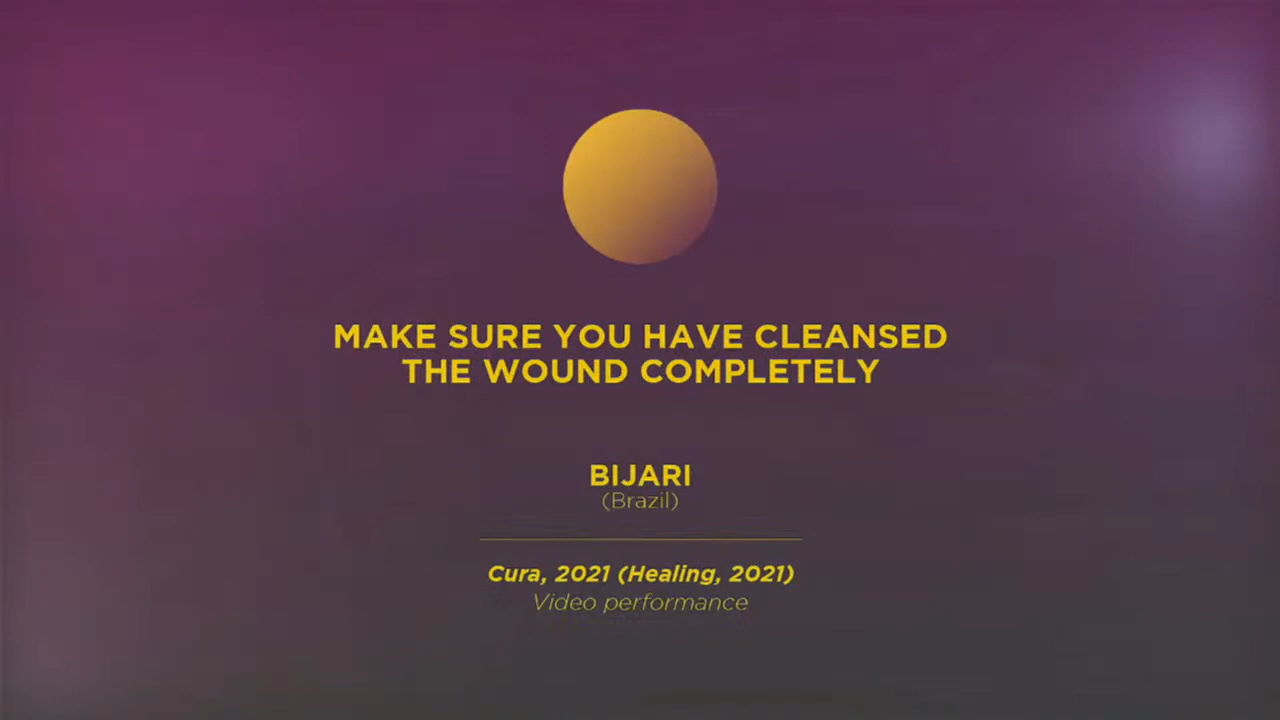 MAKE SURE YOU HAVE CLEANSED
THE WOUND COMPLETELY
BIJARI
(Brazil)
Cura, 2021 (Healing, 2021)
Video performance